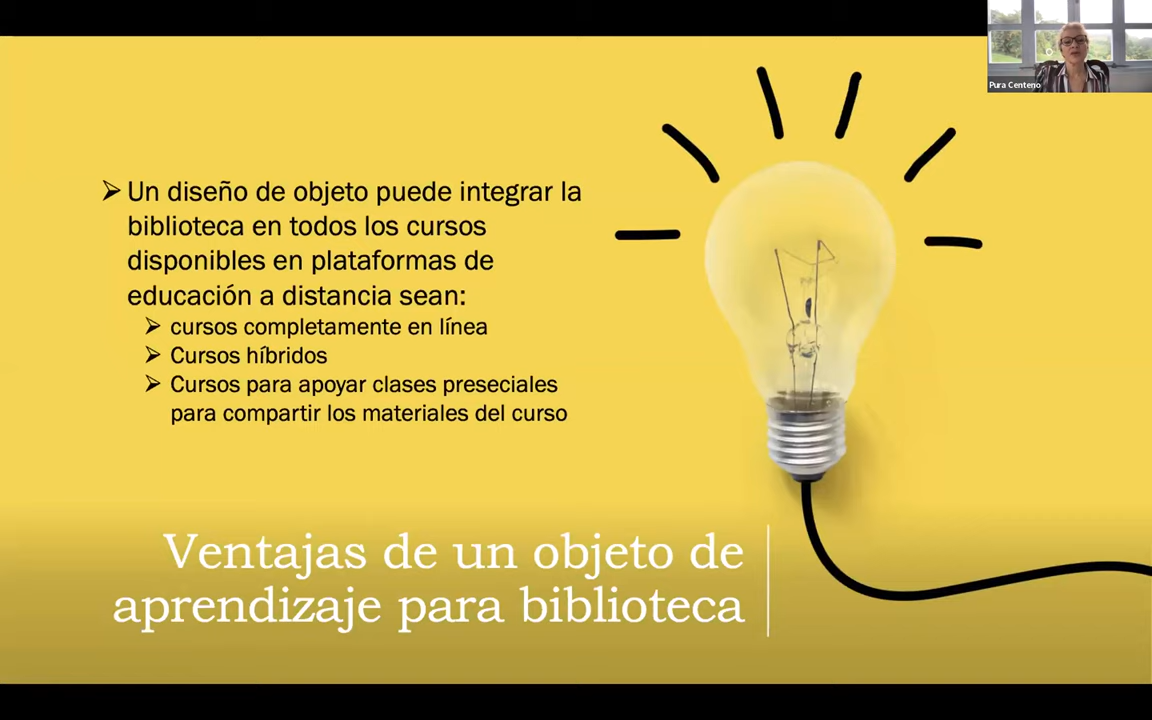 Pura Centeno
Un diseño de objeto puede integrar la
biblioteca en todos los cursos
disponibles en plataformas de
educación a distancia sean:
cursos completamente en línea
Cursos híbridos
Cursos para apoyar clases preseciales
para compartir los materiales del curso
Ventajas de un objeto de
aprendizaje para biblioteca